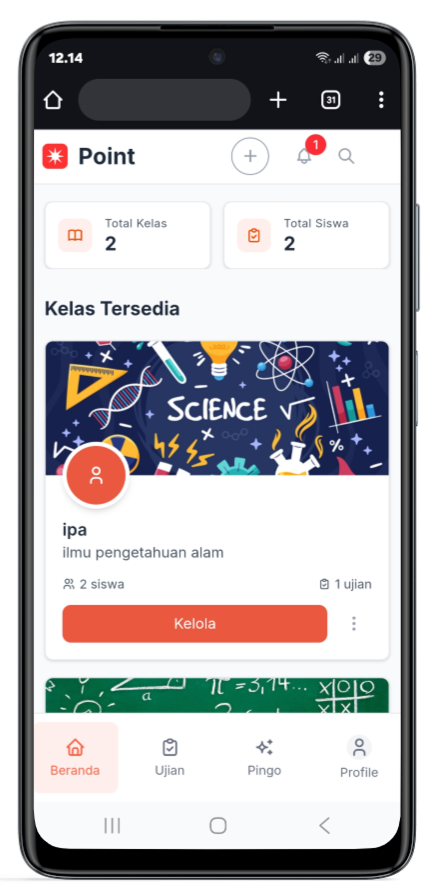 12.14
29
31
Point
1
Total Kelas
2
Total Siswa
2
Kelas Tersedia
SCIENCE
%
ipa
ilmu pengetahuan alam
2 siswa
1 ujian
Kelola
a
π = 3,14...
X O O
X X
Beranda
Ujian
Pingo
Profile